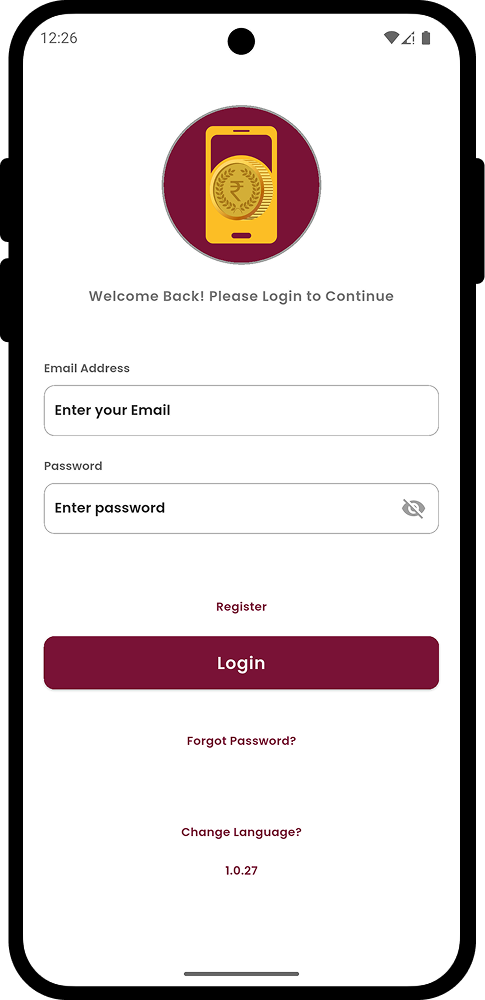 12:26
₹
Welcome Back! Please Login to Continue
Email Address
Enter your Email
Password
Enter password
Register
Login
Forgot Password?
Change Language?
1.0.27